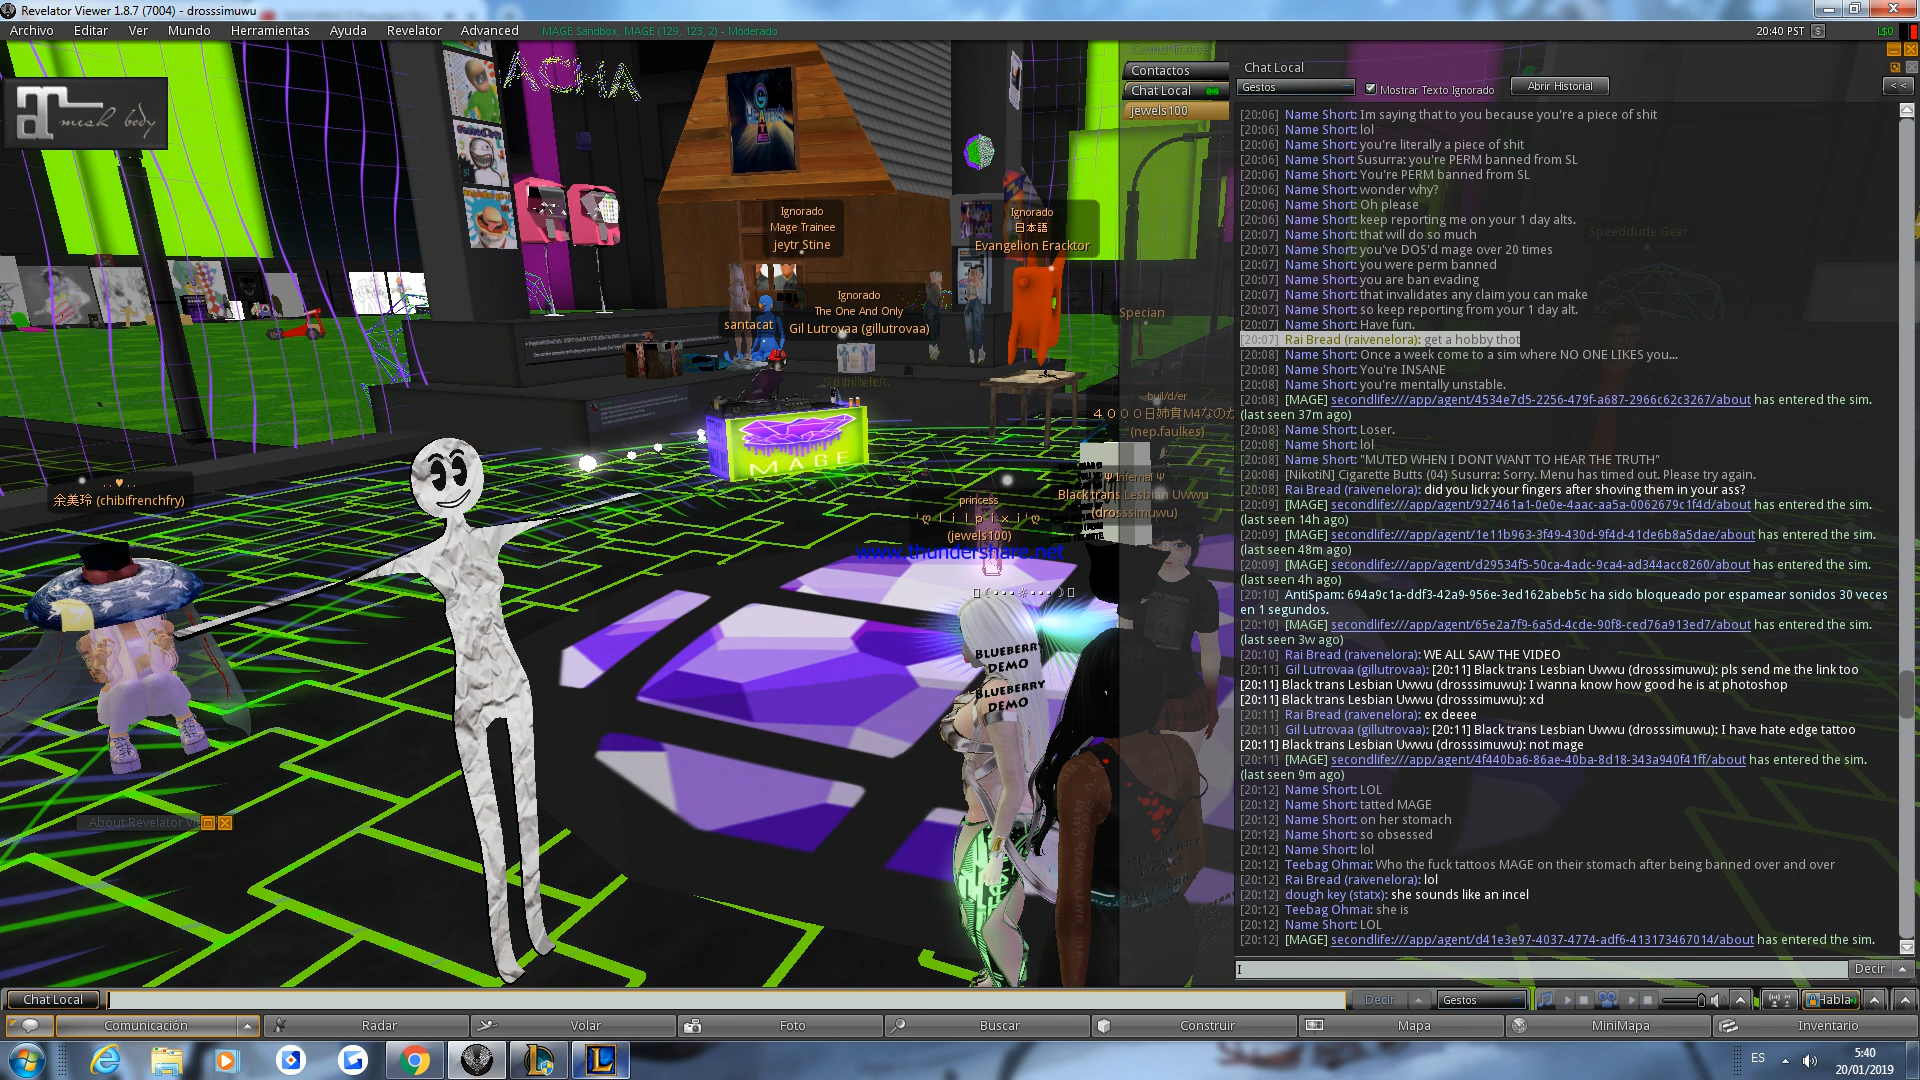 Revelator Viewer 1.8.7 (7004) - drosssimuwu
Archivo Editar Ver Mundo Herramientas Ayuda Revelator Advanced
MAGE Sandbox, MAGE (129, 123, 2) - Moderado
20:40 PST $ L$0
mesh body
ACHA
MAGE
Ignorado
Mage Trainee
jeytr Stine
Ignorado
日本語
Evangelion Eracktor
Ignorado
The One And Only
Gil Lutrovaa (gillutrovaa)
santacat
Specian
Speeddude Geer
buil/d/er
(nep.faulkes)
Ψ Infernal Ψ
Black trans Lesbian Uwwu
(drosssimuwu)
princess
(jewels100)
www.thundershare.net
余美玲 (chibifrenchfry)
BLUEBERRY
DEMO
BLUEBERRY
DEMO
About Revelator Vi
Comunicarse
Contactos
Chat Local
jewels100
Chat Local
Gestos
Mostrar Texto Ignorado
Abrir Historial
<<
[20:06] Name Short: Im saying that to you because you're a piece of shit
[20:06] Name Short: lol
[20:06] Name Short: you're literally a piece of shit
[20:06] Name Short Susurra: you're PERM banned from SL
[20:06] Name Short: You're PERM banned from SL
[20:06] Name Short: wonder why?
[20:06] Name Short: Oh please
[20:06] Name Short: keep reporting me on your 1 day alts.
[20:07] Name Short: that will do so much
[20:07] Name Short: you've DOS'd mage over 20 times
[20:07] Name Short: you were perm banned
[20:07] Name Short: you are ban evading
[20:07] Name Short: that invalidates any claim you can make
[20:07] Name Short: so keep reporting from your 1 day alt.
[20:07] Name Short: Have fun.
[20:07] Rai Bread (raivenelora): get a hobby thot
[20:08] Name Short: Once a week come to a sim where NO ONE LIKES you...
[20:08] Name Short: You're INSANE
[20:08] Name Short: you're mentally unstable.
[20:08] [MAGE] secondlife:///app/agent/4534e7d5-2256-479f-a687-2966c62c3267/about has entered the sim.
(last seen 37m ago)
[20:08] Name Short: Loser.
[20:08] Name Short: lol
[20:08] Name Short: "MUTED WHEN I DONT WANT TO HEAR THE TRUTH"
[20:08] [NikotiN] Cigarette Butts (04) Susurra: Sorry. Menu has timed out. Please try again.
[20:08] Rai Bread (raivenelora): did you lick your fingers after shoving them in your ass?
[20:09] [MAGE] secondlife:///app/agent/927461a1-0e0e-4aac-aa5a-0062679c1f4d/about has entered the sim.
(last seen 14h ago)
[20:09] [MAGE] secondlife:///app/agent/1e11b963-3f49-430d-9f4d-41de6b8a5dae/about has entered the sim.
(last seen 48m ago)
[20:09] [MAGE] secondlife:///app/agent/d29534f5-50ca-4adc-9ca4-ad344acc8260/about has entered the sim.
(last seen 4h ago)
[20:10] AntiSpam: 694a9c1a-ddf3-42a9-956e-3ed162abeb5c ha sido bloqueado por espamear sonidos 30 veces
en 1 segundos.
[20:10] [MAGE] secondlife:///app/agent/65e2a7f9-6a5d-4cde-90f8-ced76a913ed7/about has entered the sim.
(last seen 3w ago)
[20:10] Rai Bread (raivenelora): WE ALL SAW THE VIDEO
[20:11] Gil Lutrovaa (gillutrovaa): [20:11] Black trans Lesbian Uwwu (drosssimuwu): pls send me the link too
[20:11] Black trans Lesbian Uwwu (drosssimuwu): I wanna know how good he is at photoshop
[20:11] Black trans Lesbian Uwwu (drosssimuwu): xd
[20:11] Rai Bread (raivenelora): ex deeee
[20:11] Gil Lutrovaa (gillutrovaa): [20:11] Black trans Lesbian Uwwu (drosssimuwu): I have hate edge tattoo
[20:11] Black trans Lesbian Uwwu (drosssimuwu): not mage
[20:11] [MAGE] secondlife:///app/agent/4f440ba6-86ae-40ba-8d18-343a940f41ff/about has entered the sim.
(last seen 9m ago)
[20:12] Name Short: LOL
[20:12] Name Short: tatted MAGE
[20:12] Name Short: on her stomach
[20:12] Name Short: so obsessed
[20:12] Name Short: lol
[20:12] Teebag Ohmai: Who the fuck tattoos MAGE on their stomach after being banned over and over
[20:12] Rai Bread (raivenelora): lol
[20:12] dough key (statx): she sounds like an incel
[20:12] Teebag Ohmai: she is
[20:12] Name Short: LOL
[20:12] [MAGE] secondlife:///app/agent/d41e3e97-4037-4774-adf6-413173467014/about has entered the sim.
Decir
Chat Local Decir Gestos Habla
Comunicación Radar Volar Foto Buscar Construir Mapa MiniMapa Inventario
ES 5:40
20/01/2019